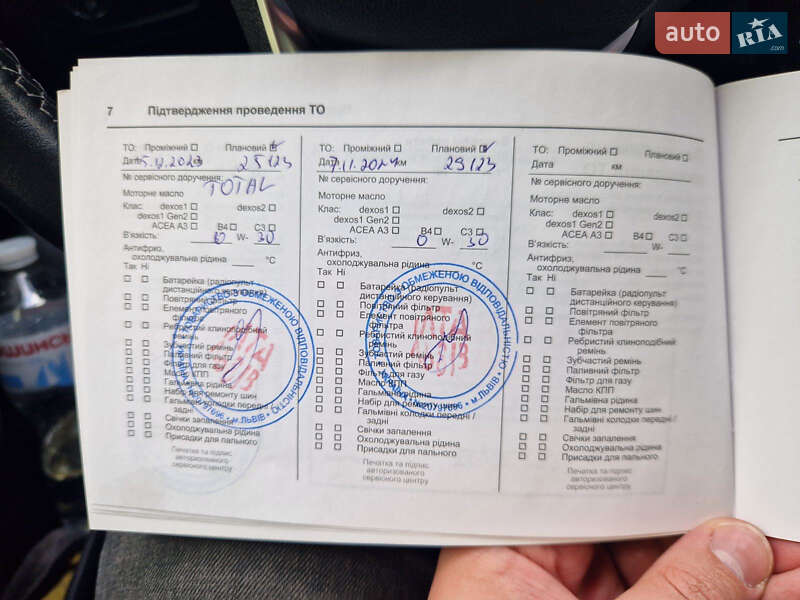 auto RIA.com
7 Підтвердження проведення ТО
ТО: Проміжний Плановий
Дата 5.12.2023 25123
№ сервісного доручення:
TOTAL
Моторне масло
Клас: dexos1 dexos2
dexos1 Gen2
ACEA A3 B4 C3
В'язкість: 0 W- 30
Антифриз,
охолоджувальна рідина °C
Так Ні
Батарейка (радіопульт
дистанційного керування)
Повітряний фільтр
Елемент повітряного
фільтра
Ребристий клиноподібний
ремінь
Зубчастий ремінь
Паливний фільтр
Фільтр для газу
Масло КПП
Гальмівна рідина
Набір для ремонту шин
Гальмівні колодки передні /
задні
Свічки запалення
Охолоджувальна рідина
Присадки для пального
Печатка та підпис
авторизованого
сервісного центру
ОБМЕЖЕНОЮ ВІДПОВІДАЛЬНІСТЮ
м.ЛЬВІВ
ТО: Проміжний Плановий
Дата 7.11.2024 км 29123
№ сервісного доручення:
Моторне масло
Клас: dexos1 dexos2
dexos1 Gen2
ACEA A3 B4 C3
В'язкість: 0 W- 30
Антифриз,
охолоджувальна рідина °C
Так Ні
Батарейка (радіопульт
дистанційного керування)
Повітряний фільтр
Елемент повітряного
фільтра
Ребристий клиноподібний
ремінь
Зубчастий ремінь
Паливний фільтр
Фільтр для газу
Масло КПП
Гальмівна рідина
Набір для ремонту шин
Гальмівні колодки передні /
задні
Свічки запалення
Охолоджувальна рідина
Присадки для пального
Печатка та підпис
авторизованого
сервісного центру
ОБМЕЖЕНОЮ ВІДПОВІДАЛЬНІСТЮ
м.ЛЬВІВ
ТО: Проміжний Плановий
Дата км
№ сервісного доручення:
Моторне масло
Клас: dexos1 dexos2
dexos1 Gen2
ACEA A3 B4 C3
В'язкість: W-
Антифриз,
охолоджувальна рідина °C
Так Ні
Батарейка (радіопульт
дистанційного керування)
Повітряний фільтр
Елемент повітряного
фільтра
Ребристий клиноподібний
ремінь
Зубчастий ремінь
Паливний фільтр
Фільтр для газу
Масло КПП
Гальмівна рідина
Набір для ремонту шин
Гальмівні колодки передні /
задні
Свічки запалення
Охолоджувальна рідина
Присадки для пального
Печатка та підпис
авторизованого
сервісного центру